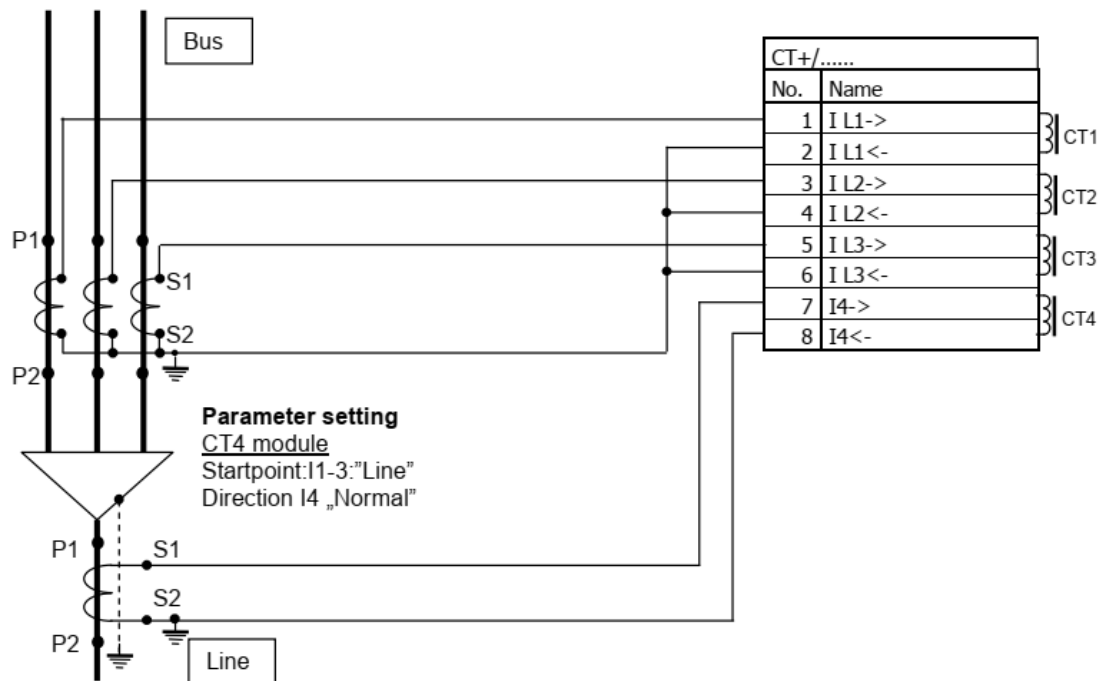 Bus
CT+/......
No. Name
1 I L1->
2 I L1<-
3 I L2->
4 I L2<-
5 I L3->
6 I L3<-
7 I4->
8 I4<-
CT1
CT2
CT3
CT4
P1
S1
S2
P2
Parameter setting
CT4 module
Startpoint:I1-3:”Line”
Direction I4 „Normal”
P1
S1
S2
P2
Line